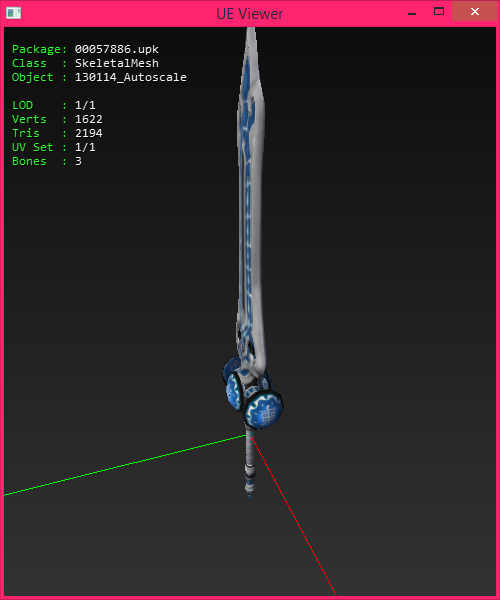 UE Viewer
Package: 00057886.upk
Class  : SkeletalMesh
Object : 130114_Autoscale
LOD    : 1/1
Verts  : 1622
Tris   : 2194
UV Set : 1/1
Bones  : 3